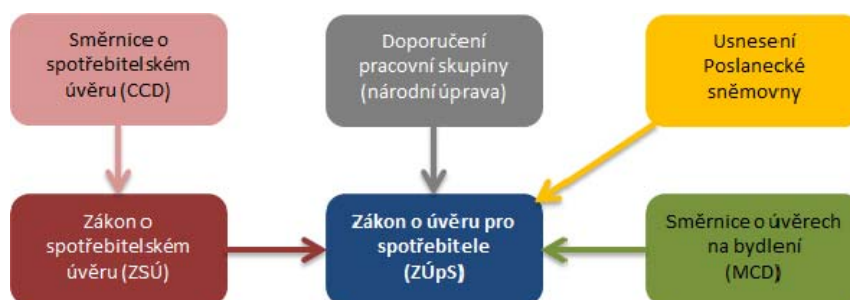 Směrnice o
spotřebitelském
úvěru (CCD)
Doporučení
pracovní skupiny
(národní úprava)
Usnesení
Poslanecké
sněmovny
Zákon o
spotřebitelském
úvěru (ZSÚ)
Zákon o úvěru pro
spotřebitele
(ZÚpS)
Směrnice o úvěrech
na bydlení
(MCD)